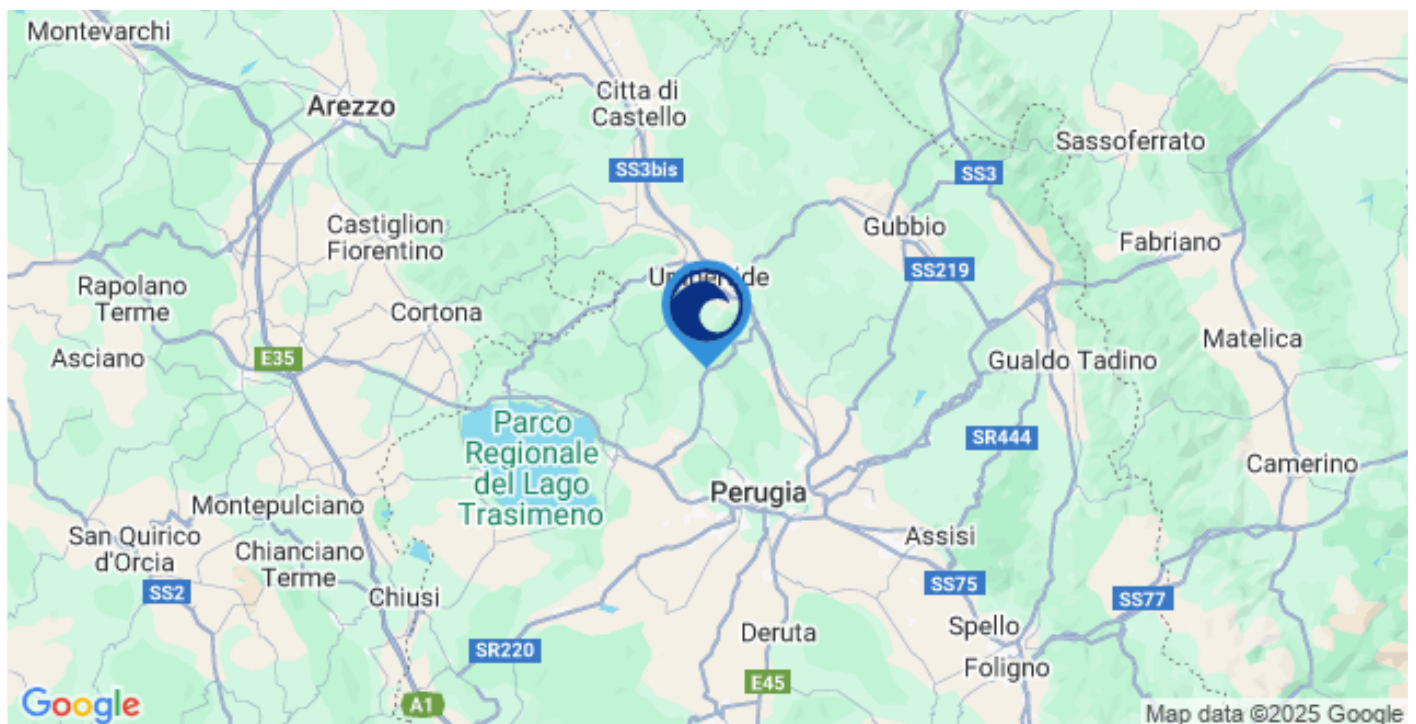 Montevarchi
Arezzo
Citta di
Castello
Sassoferrato
SS3bis
SS3
Castiglion
Fiorentino
Gubbio
Fabriano
SS219
Rapolano
Terme
Cortona
Matelica
Asciano
E35
Gualdo Tadino
Parco
Regionale
del Lago
Trasimeno
SR444
Camerino
Perugia
Montepulciano
San Quirico
d'Orcia
Chianciano
Terme
Assisi
SS2
Chiusi
SS75
SS77
Deruta
Spello
SR220
Foligno
E45
A1
Google
Map data ©2025 Google